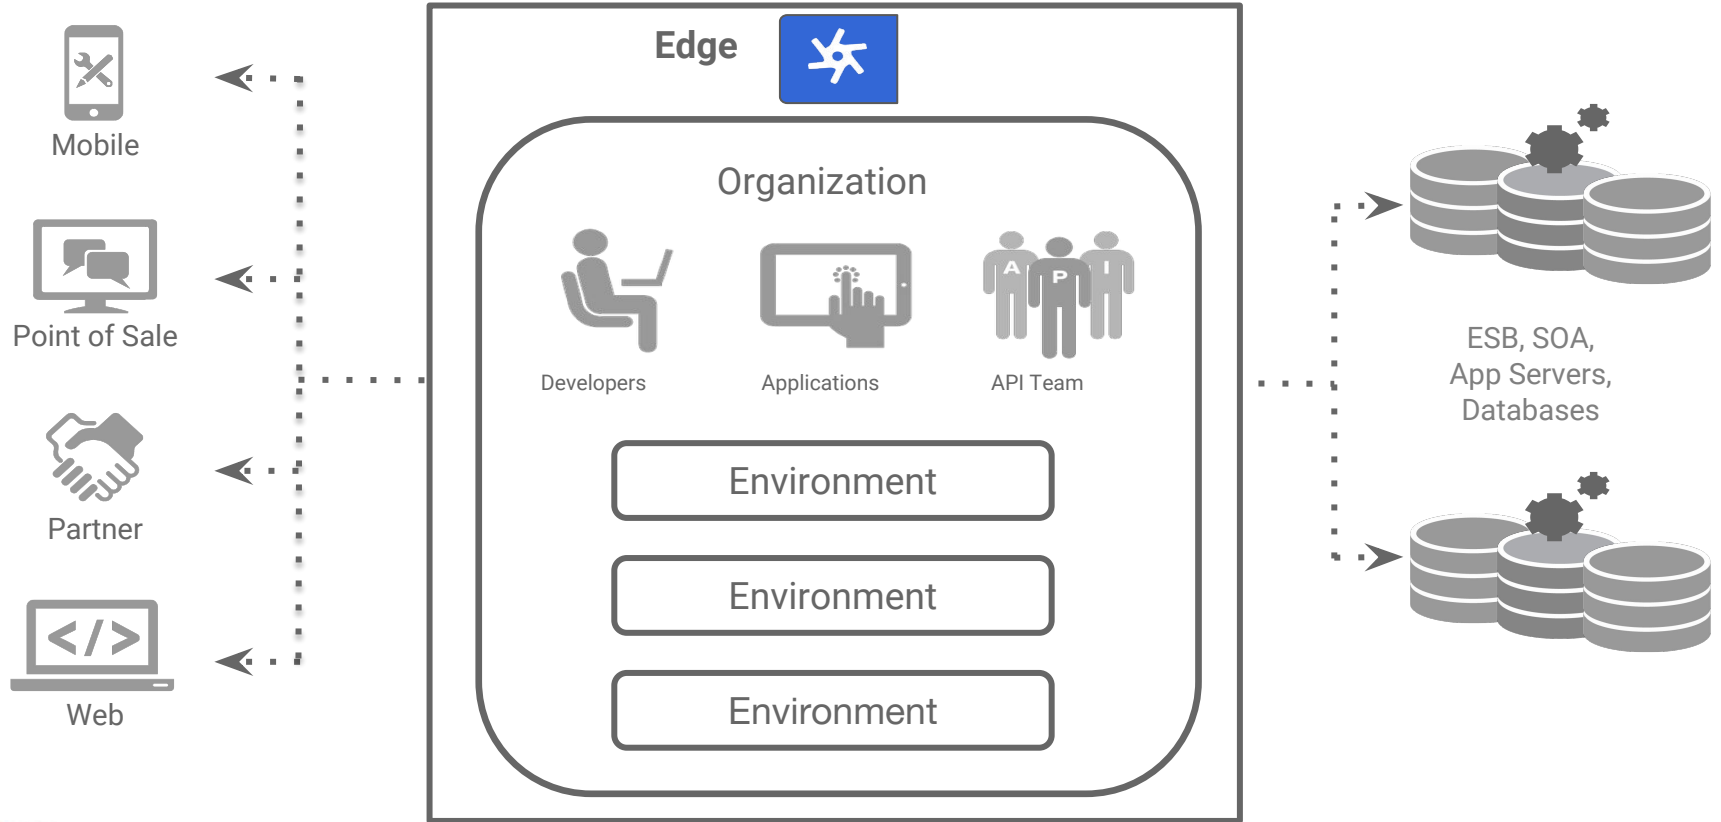 Edge
Mobile
Point of Sale
Partner
</>
Web
Organization
A P I
Developers
Applications
API Team
Environment
Environment
Environment
ESB, SOA,
App Servers,
Databases